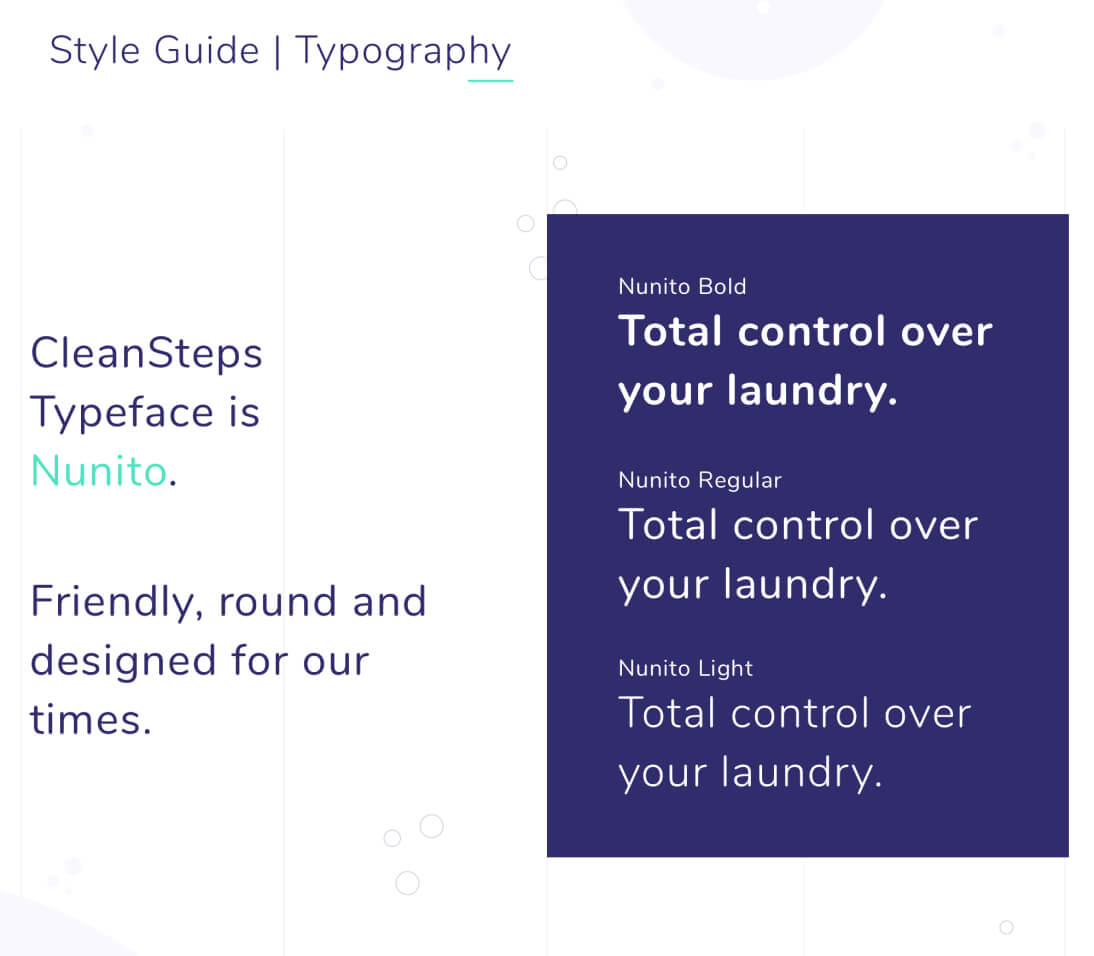 Style Guide | Typography
CleanSteps
Typeface is
Nunito.
Friendly, round and
designed for our
times.
Nunito Bold
Total control over
your laundry.
Nunito Regular
Total control over
your laundry.
Nunito Light
Total control over
your laundry.